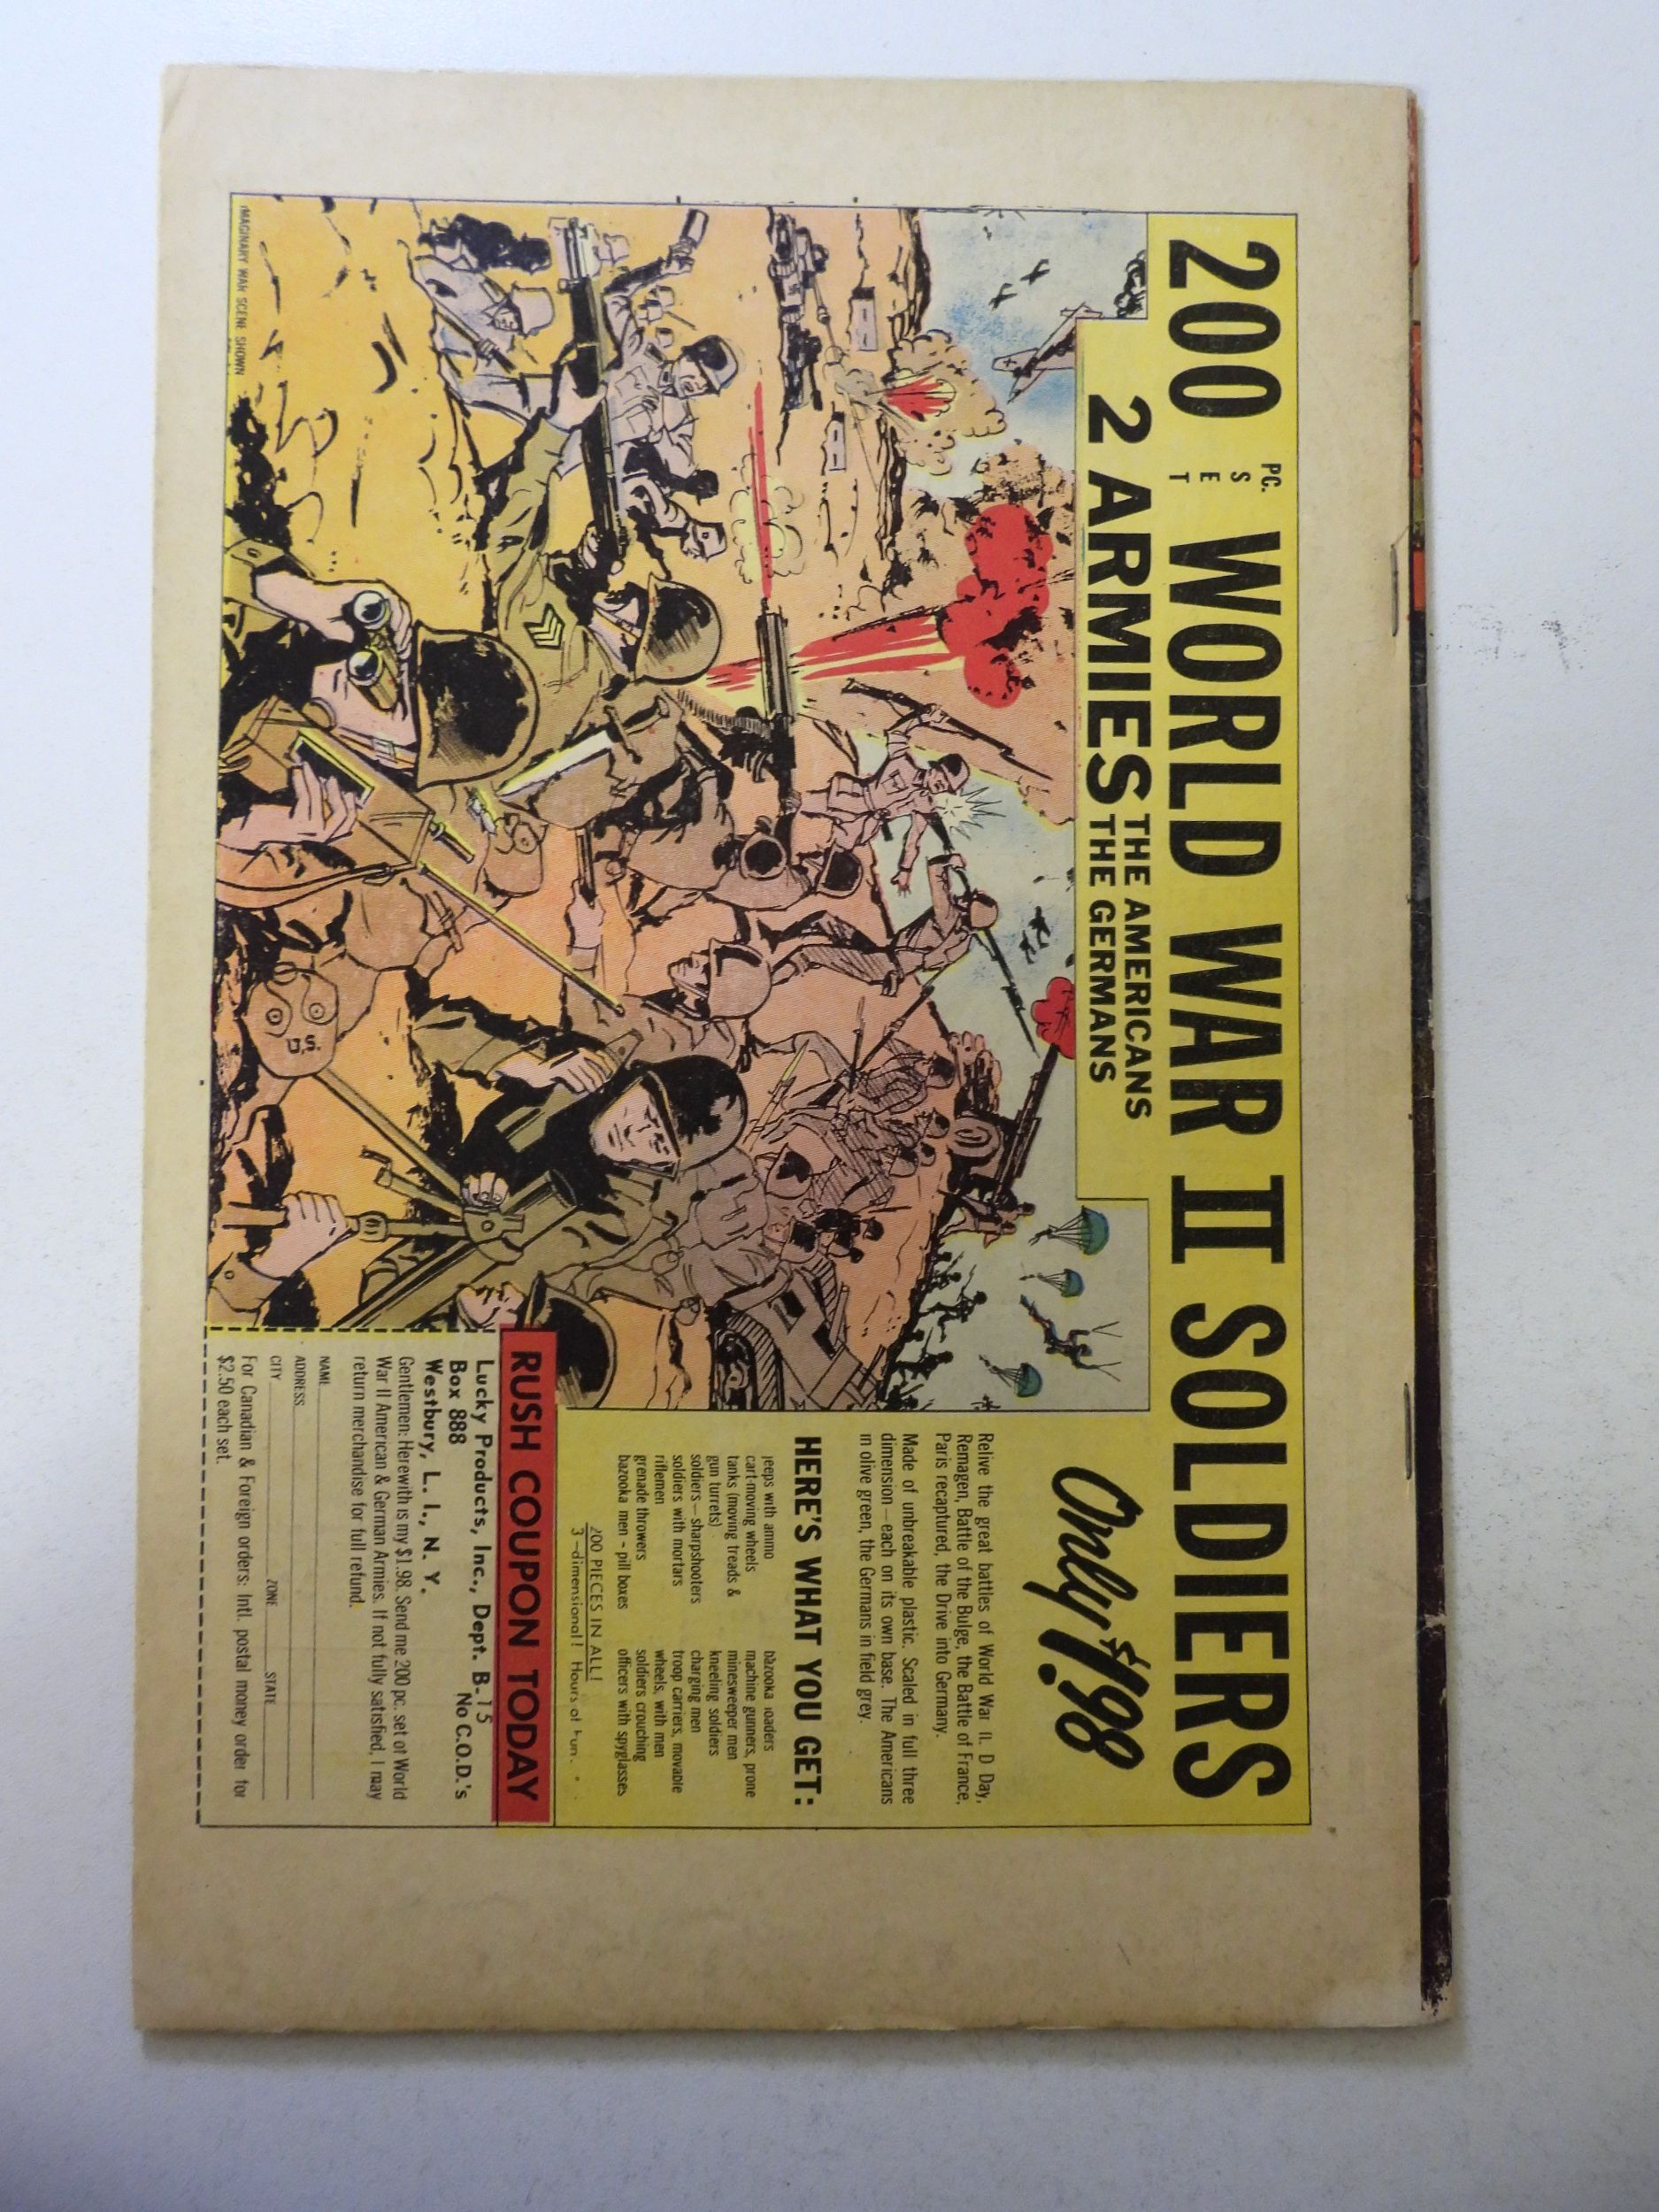 200 PC. SET WORLD WAR II SOLDIERS
2 ARMIES THE AMERICANS
THE GERMANS
Only $1.98
Relive the great battles of World War II. D Day,
Remagen, Battle of the Bulge, the Battle of France,
Paris recaptured, the Drive into Germany.
Made of unbreakable plastic. Scaled in full three
dimension—each on its own base. The Americans
in olive green, the Germans in field grey.
HERE'S WHAT YOU GET:
jeeps with ammo
cart-moving wheels
tanks (moving treads &
gun turrets)
soldiers—sharpshooters
soldiers with mortars
riflemen
grenade throwers
bazooka men - pill boxes
bazooka loaders
machine gunners, prone
minesweeper men
kneeling soldiers
charging men
troop carriers, movable
wheels, with men
soldiers crouching
officers with spyglasses
200 PIECES IN ALL!
3-dimensional! Hours of Fun.
U.S.
IMAGINARY WAR SCENE SHOWN
RUSH COUPON TODAY
Lucky Products, Inc., Dept. B-15
Box 888 No C.O.D.'s
Westbury, L. I., N. Y.
Gentlemen: Herewith is my $1.98. Send me 200 pc. set of World
War II American & German Armies. If not fully satisfied, I may
return merchandise for full refund.
NAME
ADDRESS
CITY ZONE STATE
For Canadian & Foreign orders: Intl. postal money order for
$2.50 each set.